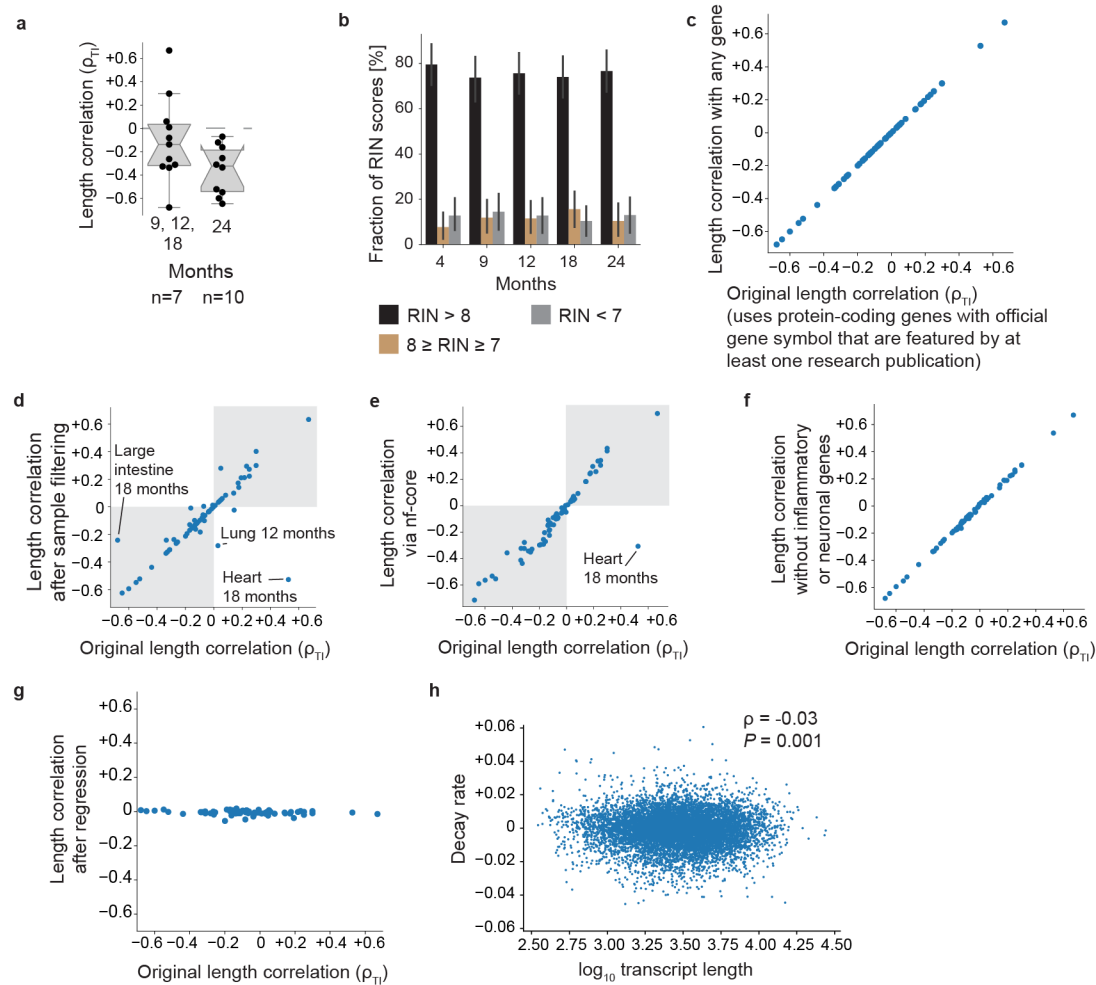 a
Length correlation (ρTI)
+0.6
+0.4
+0.2
0
−0.2
−0.4
−0.6
9, 12,
18
24
Months
n=7 n=10
b
Fraction of RIN scores [%]
80
60
40
20
0
4 9 12 18 24
Months
RIN > 8
RIN < 7
8 ≥ RIN ≥ 7
c
Length correlation with any gene
+0.6
+0.4
+0.2
0
−0.2
−0.4
−0.6
−0.6 −0.4 −0.2 0 +0.2 +0.4 +0.6
Original length correlation (ρTI)
(uses protein-coding genes with official
gene symbol that are featured by at
least one research publication)
d
Length correlation
after sample filtering
+0.6
+0.4
+0.2
0
−0.2
−0.4
−0.6
Large
intestine
18 months
Lung 12 months
Heart
18 months
−0.6 −0.4 −0.2 0 +0.2 +0.4 +0.6
Original length correlation (ρTI)
e
Length correlation
via nf-core
+0.6
+0.4
+0.2
0
−0.2
−0.4
−0.6
Heart
18 months
−0.6 −0.4 −0.2 0 +0.2 +0.4 +0.6
Original length correlation (ρTI)
f
Length correlation
without inflammatory
or neuronal genes
+0.6
+0.4
+0.2
0
−0.2
−0.4
−0.6
−0.6 −0.4 −0.2 0 +0.2 +0.4 +0.6
Original length correlation (ρTI)
g
Length correlation
after regression
+0.6
+0.4
+0.2
0
−0.2
−0.4
−0.6
−0.6 −0.4 −0.2 0 +0.2 +0.4 +0.6
Original length correlation (ρTI)
h
ρ = -0.03
P = 0.001
Decay rate
+0.06
+0.04
+0.02
0
−0.02
−0.04
−0.06
2.50 2.75 3.00 3.25 3.50 3.75 4.00 4.25 4.50
log10 transcript length